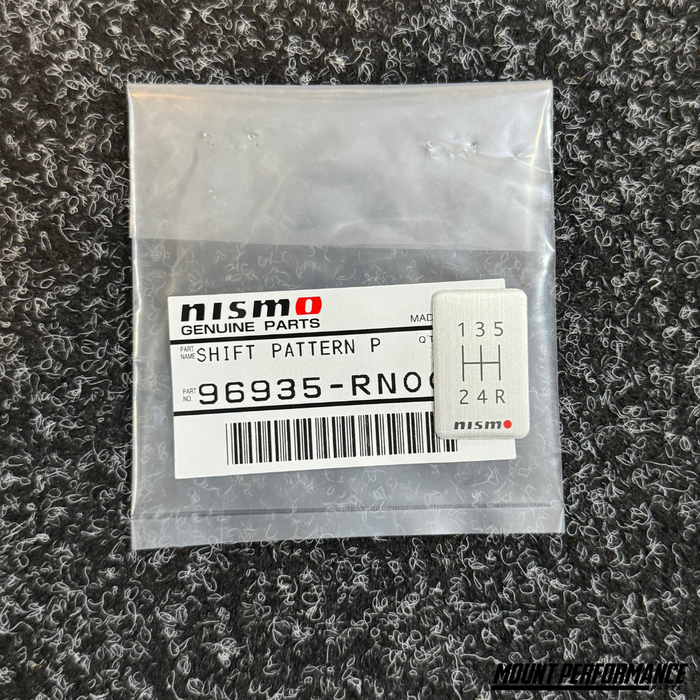 nismo
GENUINE PARTS
MAD
PART NAME SHIFT PATTERN P
Q'T
PART NO. 96935-RN0
1 3 5
2 4 R
nismo
MOUNT PERFORMANCE